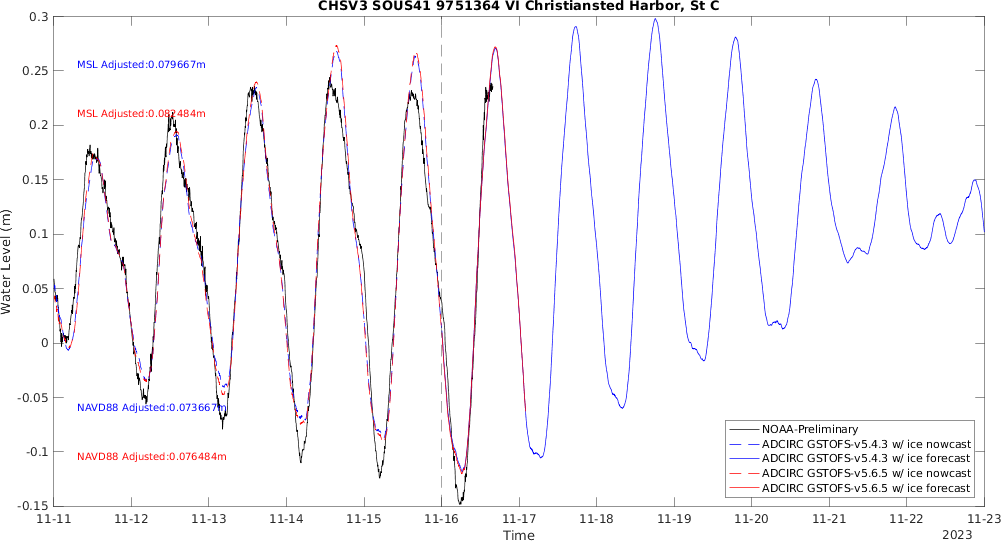 CHSV3 SOUS41 9751364 VI Christiansted Harbor, St C
0.3
0.25
0.2
0.15
0.1
0.05
0
-0.05
-0.1
-0.15
Water Level (m)
MSL Adjusted:0.079667m
MSL Adjusted:0.082484m
NAVD88 Adjusted:0.073667m
NAVD88 Adjusted:0.076484m
NOAA-Preliminary
ADCIRC GSTOFS-v5.4.3 w/ ice nowcast
ADCIRC GSTOFS-v5.4.3 w/ ice forecast
ADCIRC GSTOFS-v5.6.5 w/ ice nowcast
ADCIRC GSTOFS-v5.6.5 w/ ice forecast
11-11 11-12 11-13 11-14 11-15 11-16 11-17 11-18 11-19 11-20 11-21 11-22 11-23
Time
2023